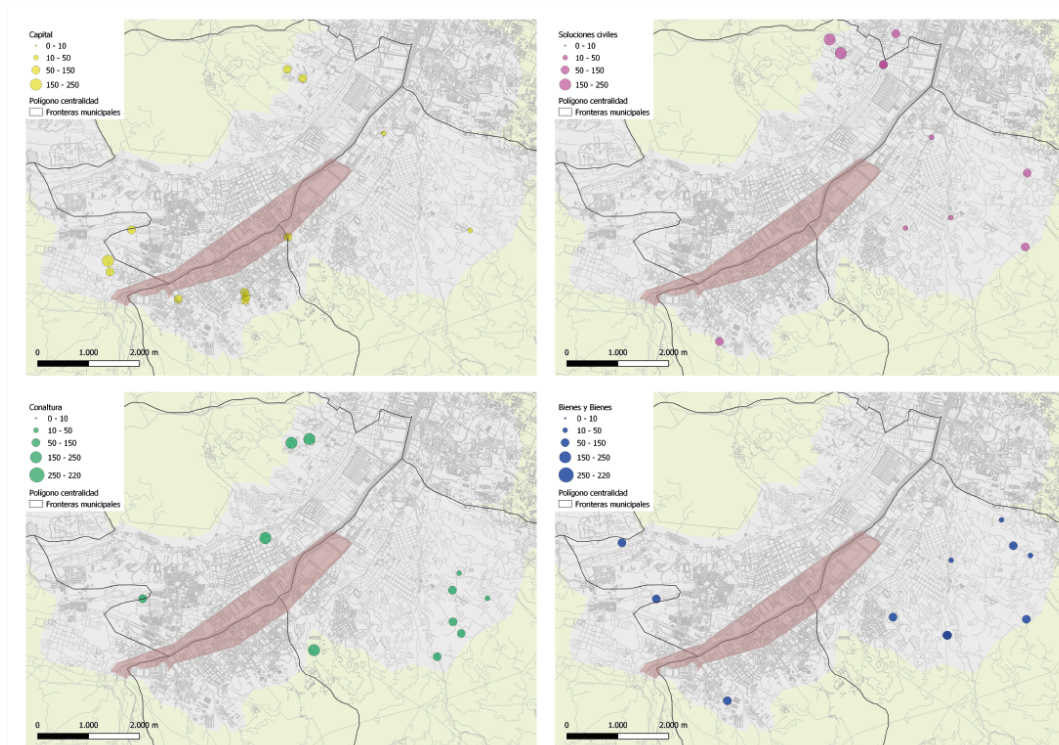 Capital
0 - 10
10 - 50
50 - 150
150 - 250
Polígono centralidad
Fronteras municipales
0 1.000 2.000 m
Soluciones civiles
0 - 10
10 - 50
50 - 150
150 - 250
Polígono centralidad
Fronteras municipales
0 1.000 2.000 m
Conaltura
0 - 10
10 - 50
50 - 150
150 - 250
250 - 220
Polígono centralidad
Fronteras municipales
0 1.000 2.000 m
Bienes y Bienes
0 - 10
10 - 50
50 - 150
150 - 250
250 - 220
Polígono centralidad
Fronteras municipales
0 1.000 2.000 m